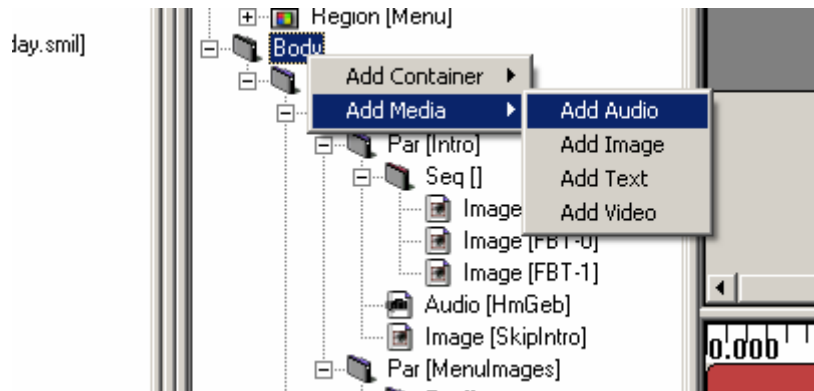 Region [Menu]
day.smil]
Body
Add Container
Add Media
Add Audio
Add Image
Add Text
Add Video
Par [Intro]
Seq []
Image
Image [FBT-0]
Image [FBT-1]
Audio [HmGeb]
Image [SkipIntro]
0.000
Par [MenuImages]